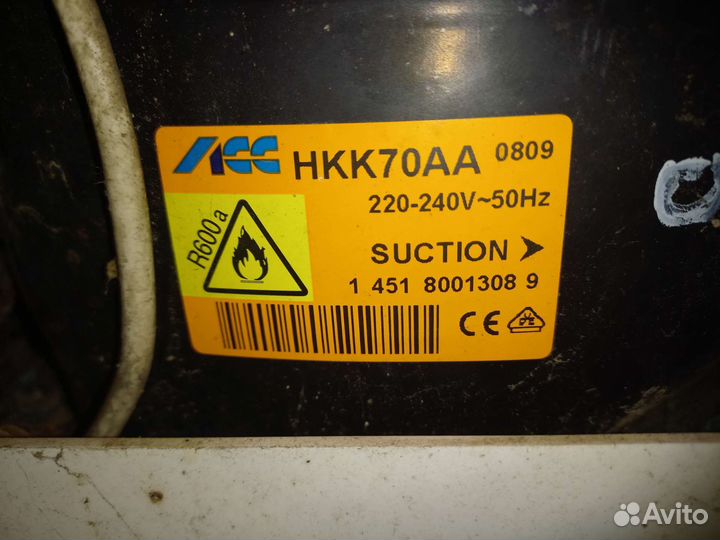 ACC HKK70AA 0809
220-240V~50Hz
R600a
SUCTION
1 451 8001308 9
CE
Avito